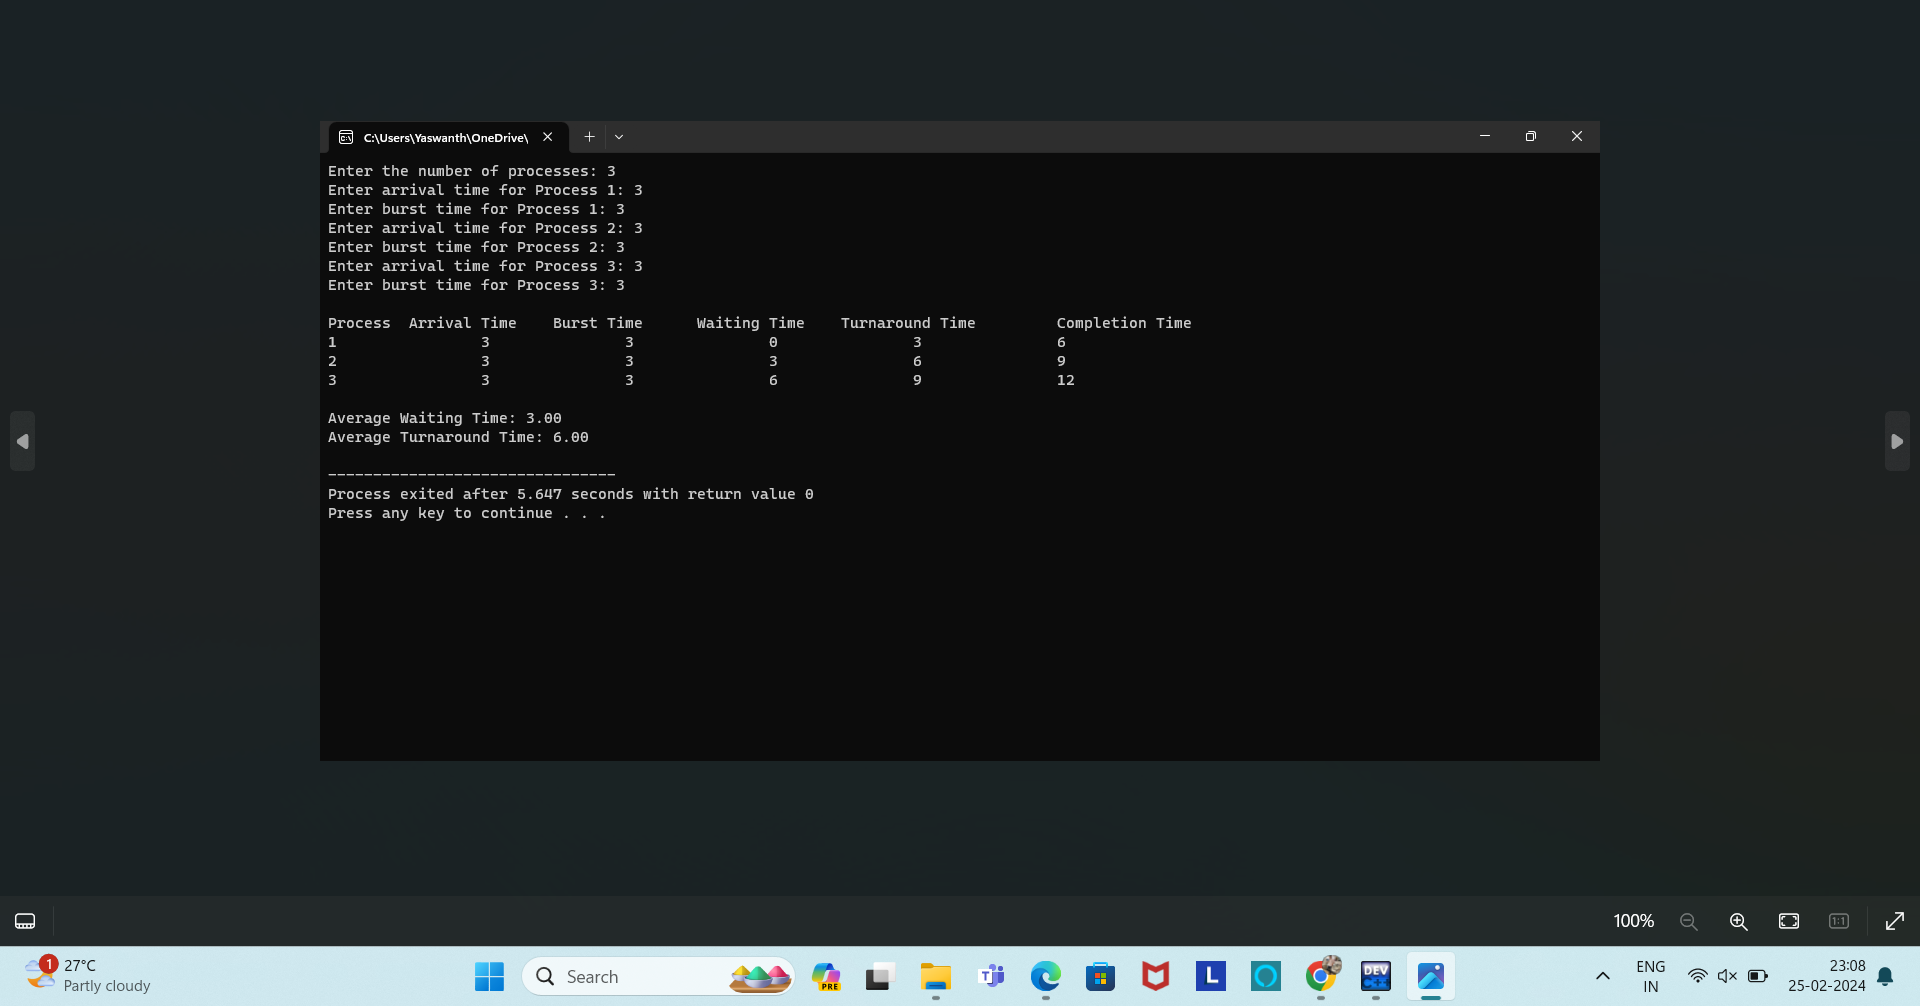 C:\Users\Yaswanth\OneDrive\
Enter the number of processes: 3
Enter arrival time for Process 1: 3
Enter burst time for Process 1: 3
Enter arrival time for Process 2: 3
Enter burst time for Process 2: 3
Enter arrival time for Process 3: 3
Enter burst time for Process 3: 3
Process Arrival Time Burst Time Waiting Time Turnaround Time Completion Time
1 3 3 0 3 6
2 3 3 3 6 9
3 3 3 6 9 12
Average Waiting Time: 3.00
Average Turnaround Time: 6.00
--------------------------------
Process exited after 5.647 seconds with return value 0
Press any key to continue . . .
100% 1:1
1 27°C
Partly cloudy
Search
PRE
T
L
DEV
C++
ENG
IN
23:08
25-02-2024